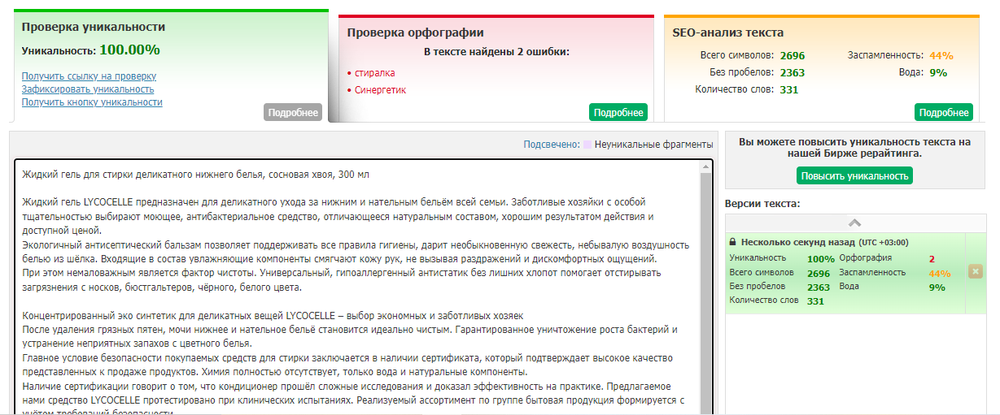 Проверка уникальности
Уникальность: 100.00%
Получить ссылку на проверку
Зафиксировать уникальность
Получить кнопку уникальности
Подробнее
Проверка орфографии
В тексте найдены 2 ошибки:
• стиралка
• Синергетик
Подробнее
SEO-анализ текста
Всего символов: 2696 Заспамленность: 44%
Без пробелов: 2363 Вода: 9%
Количество слов: 331
Подробнее
Подсвечено: Неуникальные фрагменты
Жидкий гель для стирки деликатного нижнего белья, сосновая хвоя, 300 мл
Жидкий гель LYCOCELLE предназначен для деликатного ухода за нижним и нательным бельём всей семьи. Заботливые хозяйки с особой
тщательностью выбирают моющее, антибактериальное средство, отличающееся натуральным составом, хорошим результатом действия и
доступной ценой.
Экологичный антисептический бальзам позволяет поддерживать все правила гигиены, дарит необыкновенную свежесть, небывалую воздушность
белью из шёлка. Входящие в состав увлажняющие компоненты смягчают кожу рук, не вызывая раздражений и дискомфортных ощущений.
При этом немаловажным является фактор чистоты. Универсальный, гипоаллергенный антистатик без лишних хлопот помогает отстирывать
загрязнения с носков, бюстгальтеров, чёрного, белого цвета.
Концентрированный эко синтетик для деликатных вещей LYCOCELLE – выбор экономных и заботливых хозяек
После удаления грязных пятен, мочи нижнее и нательное бельё становится идеально чистым. Гарантированное уничтожение роста бактерий и
устранение неприятных запахов с цветного белья.
Главное условие безопасности покупаемых средств для стирки заключается в наличии сертификата, который подтверждает высокое качество
представленных к продаже продуктов. Химия полностью отсутствует, только вода и натуральные компоненты.
Наличие сертификации говорит о том, что кондиционер прошёл сложные исследования и доказал эффективность на практике. Предлагаемое
нами средство LYCOCELLE протестировано при клинических испытаниях. Реализуемый ассортимент по группе бытовая продукция формируется с
учётом требований безопасности.
Вы можете повысить уникальность текста на
нашей Бирже рерайтинга.
Повысить уникальность
Версии текста:
Несколько секунд назад (UTC +03:00)
Уникальность 100% Орфография 2
Всего символов 2696 Заспамленность 44%
Без пробелов 2363 Вода 9%
Количество слов 331